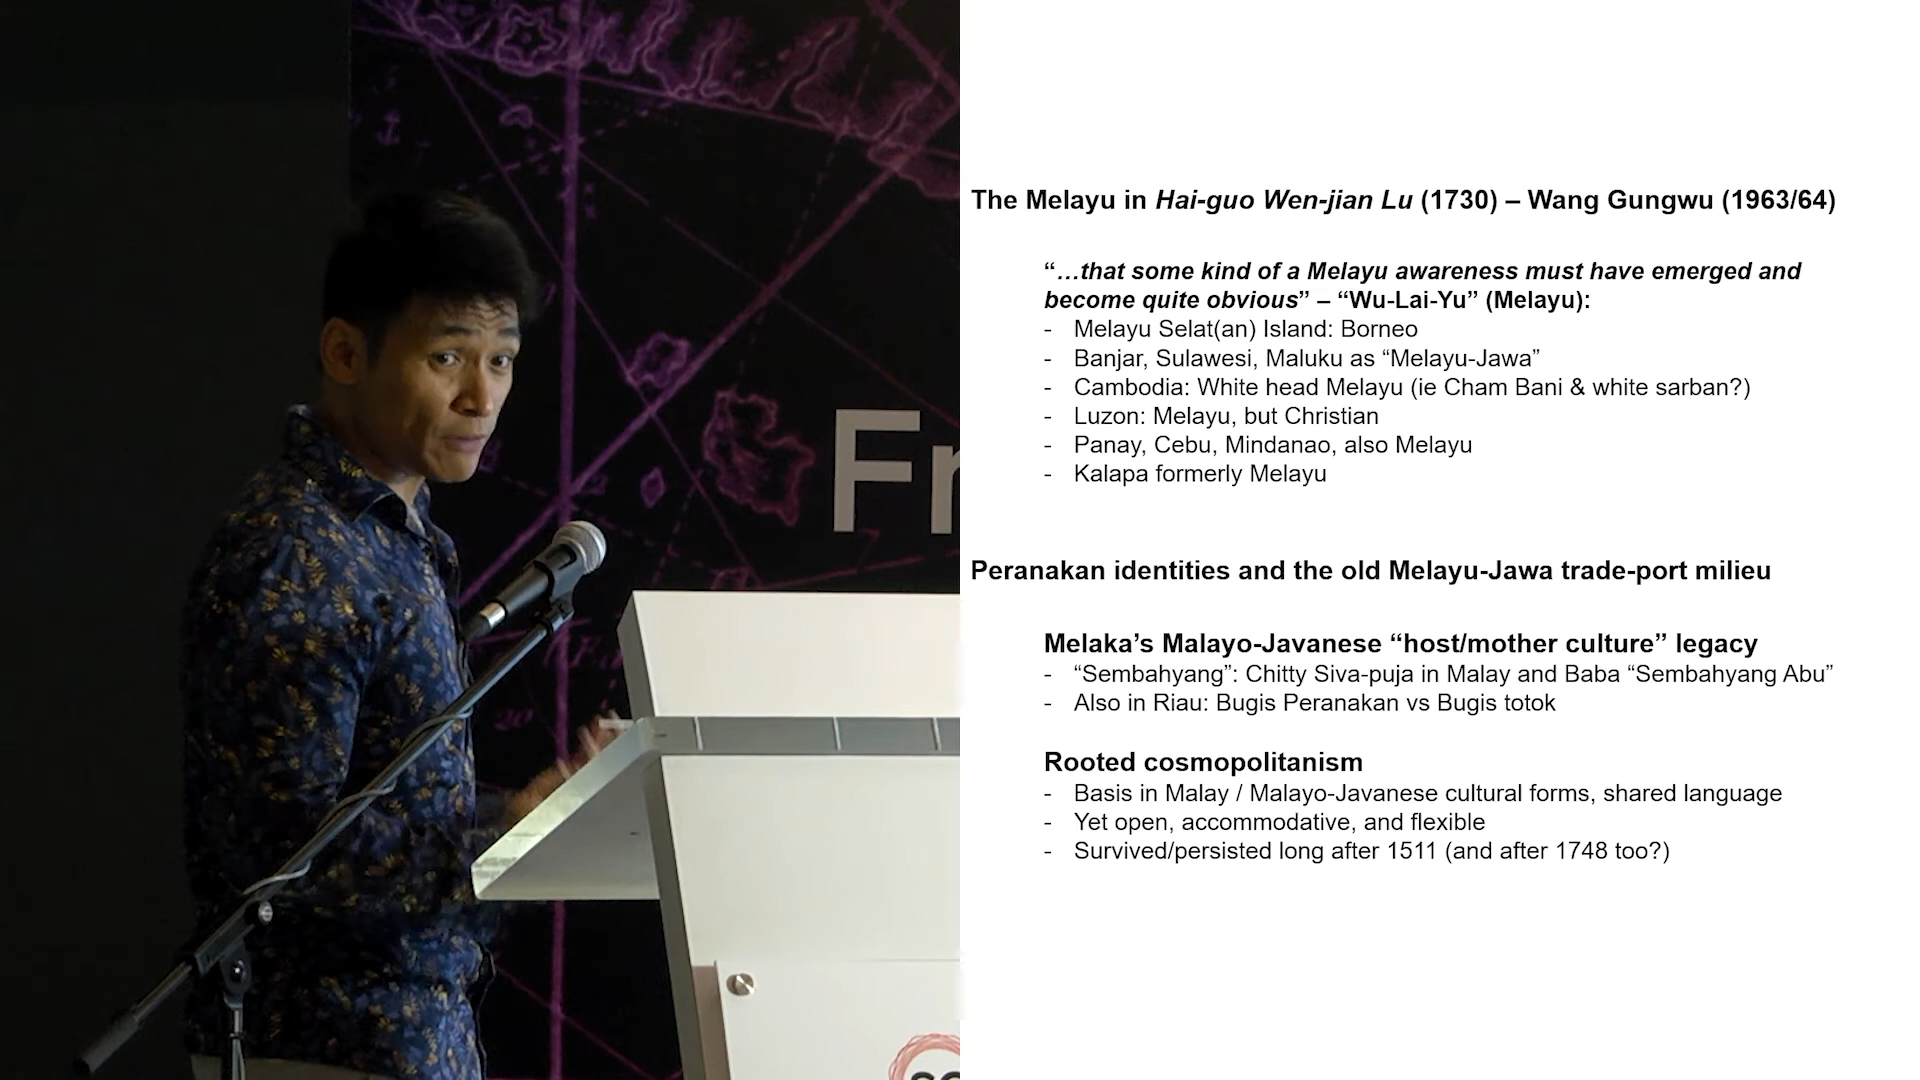 Fr
The Melayu in Hai-guo Wen-jian Lu (1730) – Wang Gungwu (1963/64)
“…that some kind of a Melayu awareness must have emerged and
become quite obvious” – “Wu-Lai-Yu” (Melayu):
- Melayu Selat(an) Island: Borneo
- Banjar, Sulawesi, Maluku as “Melayu-Jawa”
- Cambodia: White head Melayu (ie Cham Bani & white sarban?)
- Luzon: Melayu, but Christian
- Panay, Cebu, Mindanao, also Melayu
- Kalapa formerly Melayu
Peranakan identities and the old Melayu-Jawa trade-port milieu
Melaka’s Malayo-Javanese “host/mother culture” legacy
- “Sembahyang”: Chitty Siva-puja in Malay and Baba “Sembahyang Abu”
- Also in Riau: Bugis Peranakan vs Bugis totok
Rooted cosmopolitanism
- Basis in Malay / Malayo-Javanese cultural forms, shared language
- Yet open, accommodative, and flexible
- Survived/persisted long after 1511 (and after 1748 too?)